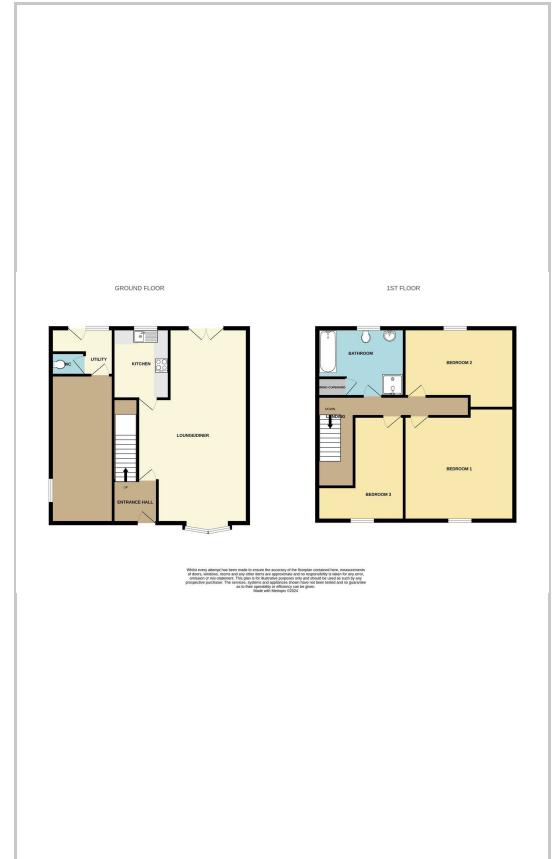 GROUND FLOOR
1ST FLOOR
WC
UTILITY
KITCHEN
LOUNGE/DINER
UP
ENTRANCE HALL
BATHROOM
BEDROOM 2
DOWN
LANDING
BEDROOM 1
BEDROOM 3
Whilst every attempt has been made to ensure the accuracy of the floorplan contained here, measurements
of doors, windows, rooms and any other items are approximate and no responsibility is taken for any error,
omission or mis-statement. This plan is for illustrative purposes only and should be used as such by any
prospective purchaser. The services, systems and appliances shown have not been tested and no guarantee
as to their operability or efficiency can be given.
Made with Metropix ©2024